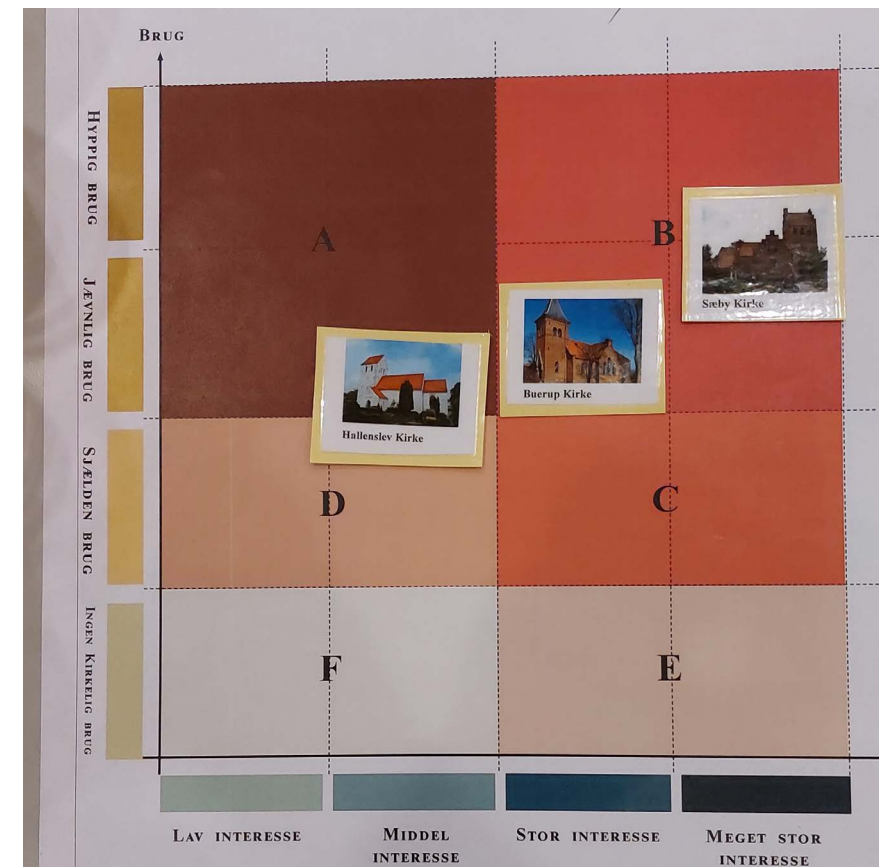 BRUG
HYPPIG BRUG
JÆVNLIG BRUG
SJÆLDEN BRUG
INGEN KIRKELIG BRUG
A
B
Sæby Kirke
Buerup Kirke
Hallenslev Kirke
D
C
F
E
LAV INTERESSE
MIDDEL
INTERESSE
STOR INTERESSE
MEGET STOR
INTERESSE